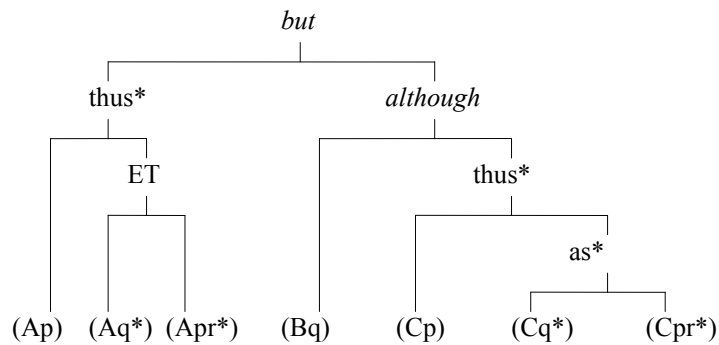 but
thus* although
ET thus*
as*
(Ap) (Aq*) (Apr*) (Bq) (Cp) (Cq*) (Cpr*)